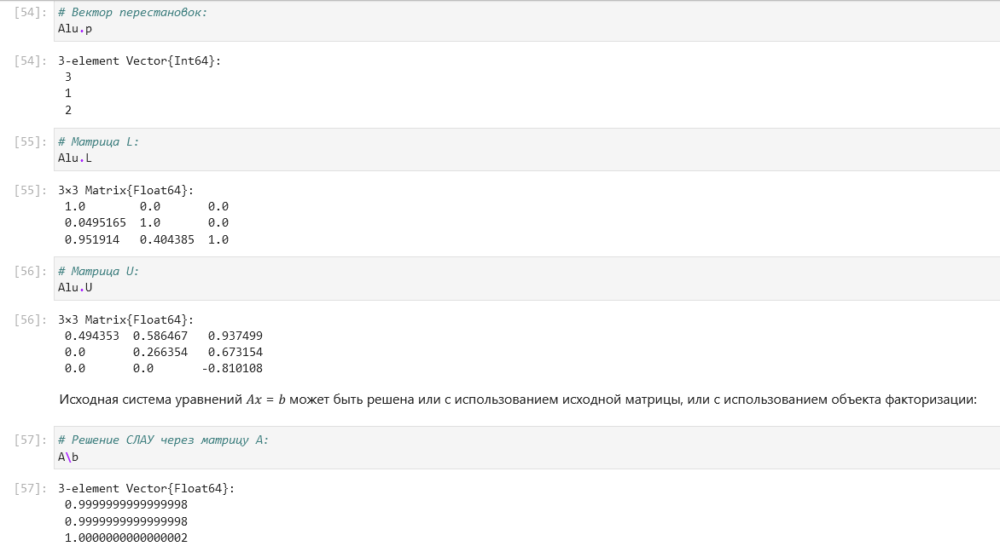 [54]: # Вектор перестановок:
Alu.p
[54]: 3-element Vector{Int64}:
3
1
2
[55]: # Матрица L:
Alu.L
[55]: 3×3 Matrix{Float64}:
1.0 0.0 0.0
0.0495165 1.0 0.0
0.951914 0.404385 1.0
[56]: # Матрица U:
Alu.U
[56]: 3×3 Matrix{Float64}:
0.494353 0.586467 0.937499
0.0 0.266354 0.673154
0.0 0.0 -0.810108
Исходная система уравнений Ax = b может быть решена или с использованием исходной матрицы, или с использованием объекта факторизации:
[57]: # Решение СЛАУ через матрицу A:
A\b
[57]: 3-element Vector{Float64}:
0.9999999999999998
0.9999999999999998
1.0000000000000002